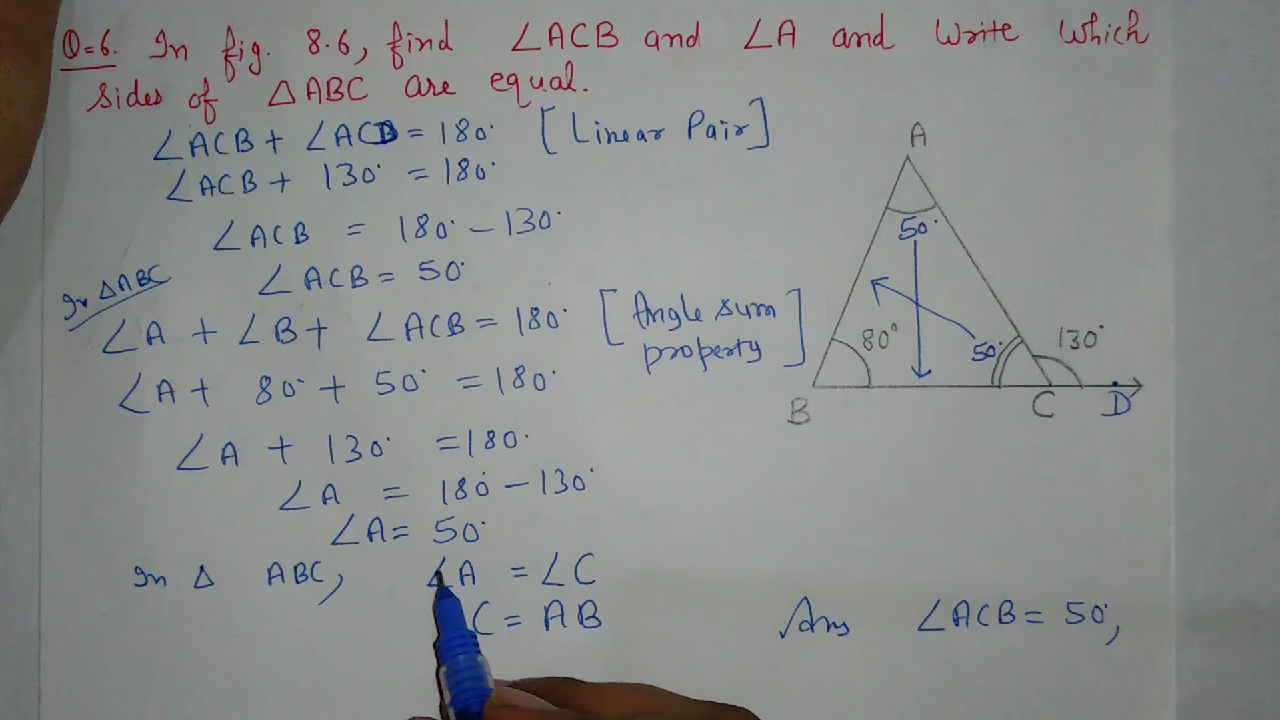 Q=6. In fig. 8.6, find ∠ACB and ∠A and Write Which
Sides of △ABC are equal.
∠ACB + ∠ACD = 180° [Linear Pair]
∠ACB + 130° = 180°
∠ACB = 180° - 130°
∠ACB = 50°
In △ABC
∠A + ∠B + ∠ACB = 180° [Angle sum property]
∠A + 80° + 50° = 180°
∠A + 130° = 180°
∠A = 180° - 130°
∠A = 50°
In △ ABC, ∠A = ∠C
C = AB
Ans ∠ACB = 50°,
A
50°
80° 50° 130°
B C D